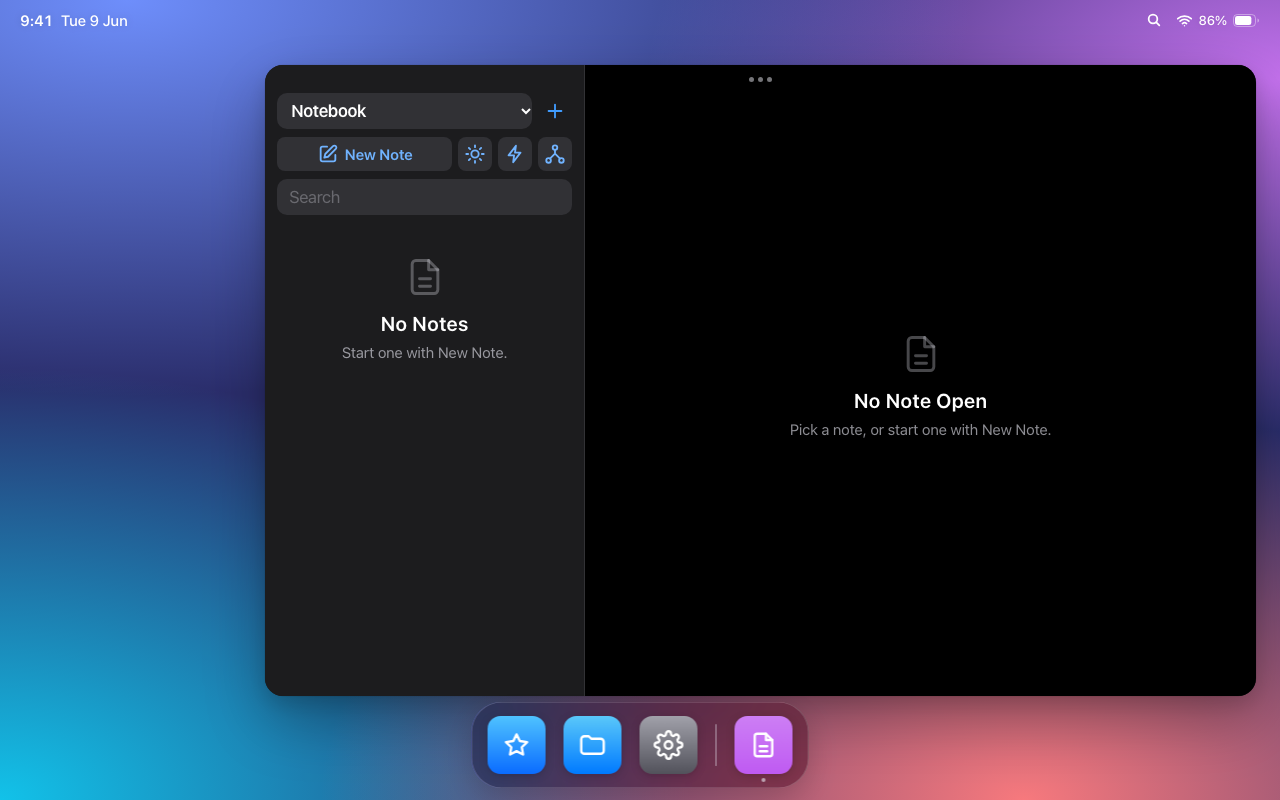 9:41 Tue 9 Jun
86%
Notebook
New Note
Search
No Notes
Start one with New Note.
No Note Open
Pick a note, or start one with New Note.